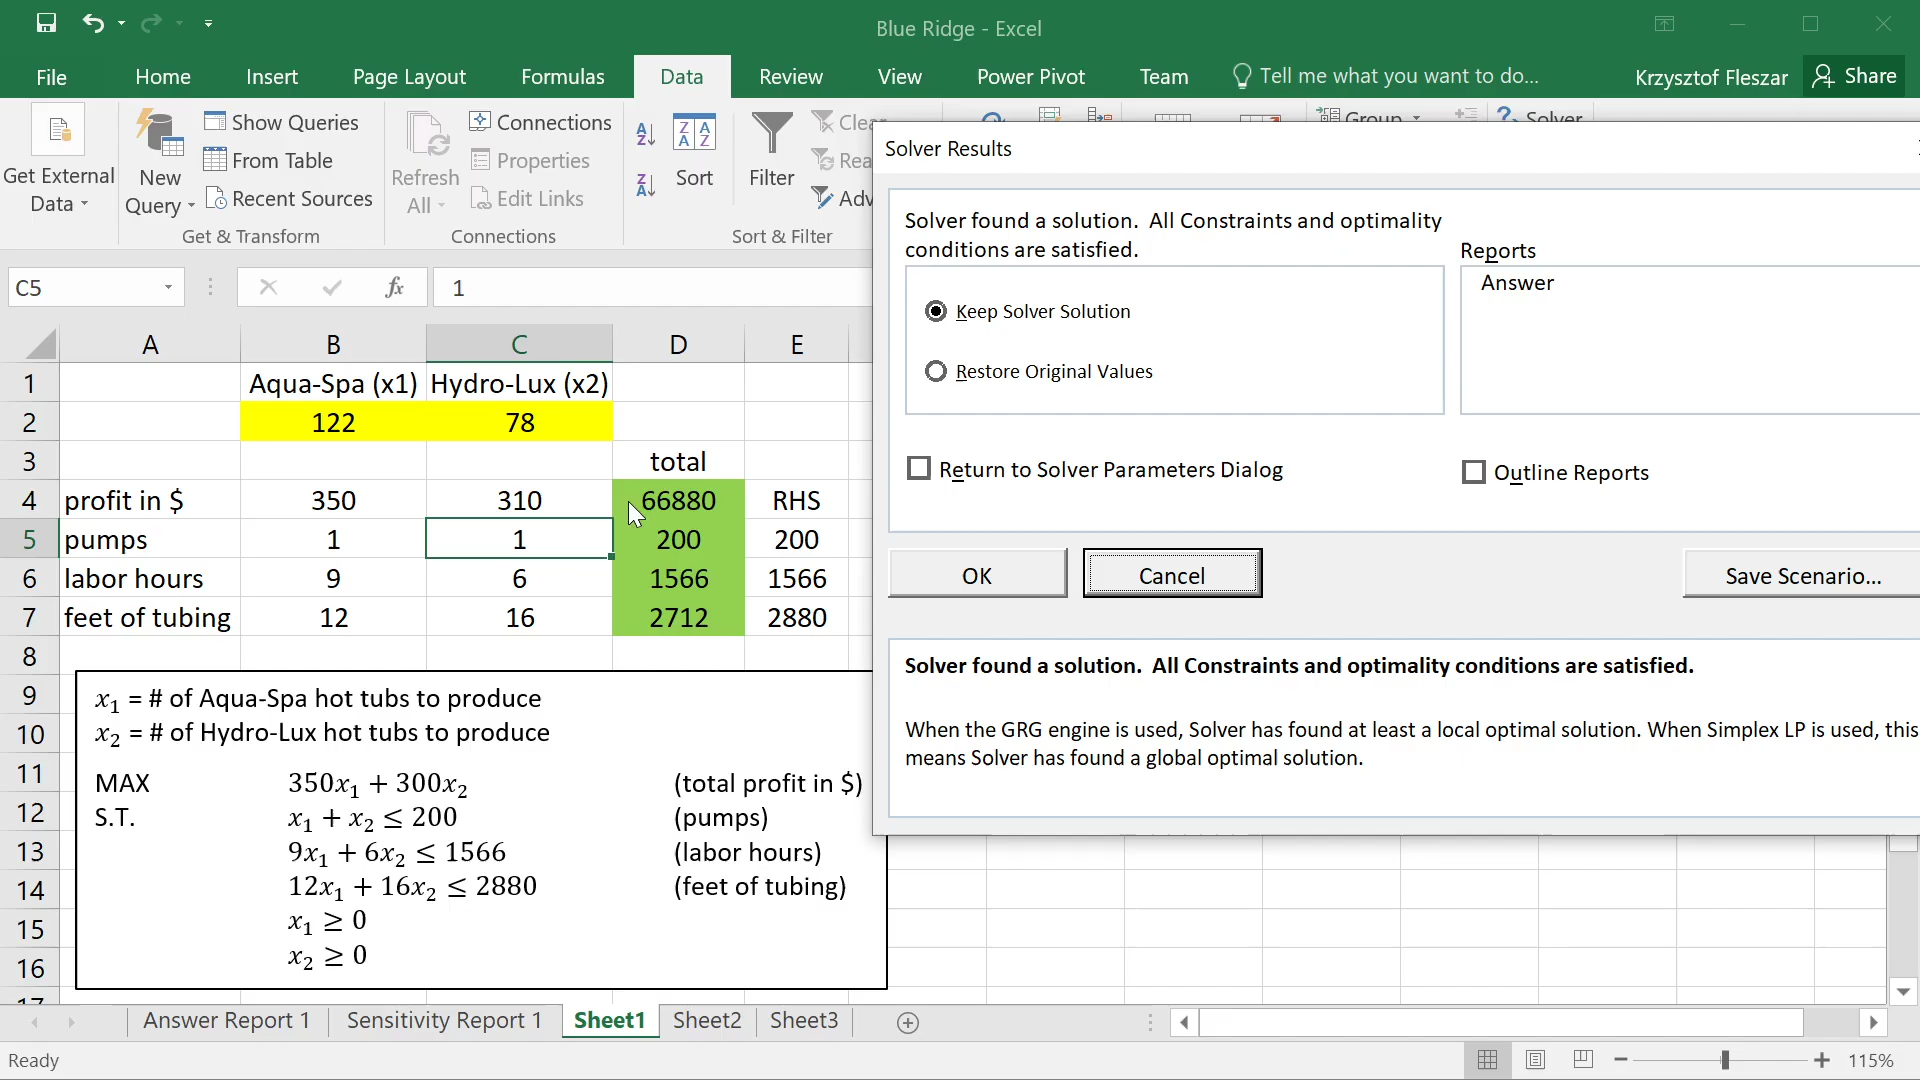 Blue Ridge - Excel
File Home Insert Page Layout Formulas Data Review View Power Pivot Team Tell me what you want to do... Krzysztof Fleszar Share
Get External Data
New Query
Show Queries
From Table
Recent Sources
Get & Transform
Refresh All
Connections
Properties
Edit Links
Connections
Sort
Filter
Sort & Filter
Group
Solver
C5 fx 1
A B C D E
1 Aqua-Spa (x1) Hydro-Lux (x2)
2 122 78
3 total
4 profit in $ 350 310 66880 RHS
5 pumps 1 1 200 200
6 labor hours 9 6 1566 1566
7 feet of tubing 12 16 2712 2880
8
9
10
11
12
13
14
15
16
x₁ = # of Aqua-Spa hot tubs to produce
x₂ = # of Hydro-Lux hot tubs to produce
MAX 350x₁ + 300x₂ (total profit in $)
S.T. x₁ + x₂ ≤ 200 (pumps)
9x₁ + 6x₂ ≤ 1566 (labor hours)
12x₁ + 16x₂ ≤ 2880 (feet of tubing)
x₁ ≥ 0
x₂ ≥ 0
Solver Results
Solver found a solution. All Constraints and optimality
conditions are satisfied.
Reports
Answer
Keep Solver Solution
Restore Original Values
Return to Solver Parameters Dialog
Outline Reports
OK Cancel Save Scenario...
Solver found a solution. All Constraints and optimality conditions are satisfied.
When the GRG engine is used, Solver has found at least a local optimal solution. When Simplex LP is used, this
means Solver has found a global optimal solution.
Answer Report 1 Sensitivity Report 1 Sheet1 Sheet2 Sheet3
Ready 115%